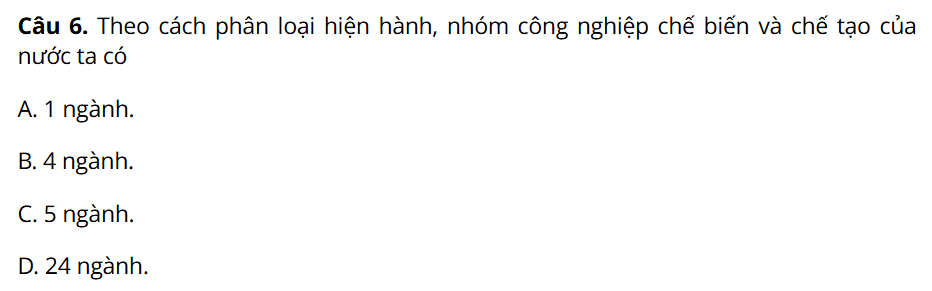 Câu 6. Theo cách phân loại hiện hành, nhóm công nghiệp chế biến và chế tạo của
nước ta có
A. 1 ngành.
B. 4 ngành.
C. 5 ngành.
D. 24 ngành.